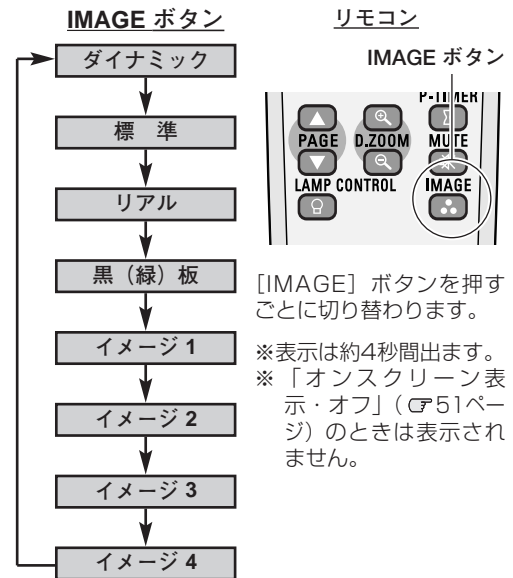 IMAGE ボタン
ダイナミック
標　準
リアル
黒（緑）板
イメージ 1
イメージ 2
イメージ 3
イメージ 4
リモコン
IMAGE ボタン
P-TIMER
PAGE D.ZOOM MUTE
LAMP CONTROL IMAGE
［IMAGE］ボタンを押す
ごとに切り替わります。
※表示は約4秒間出ます。
※「オンスクリーン表
示・オフ」（☞51ペー
ジ）のときは表示され
ません。